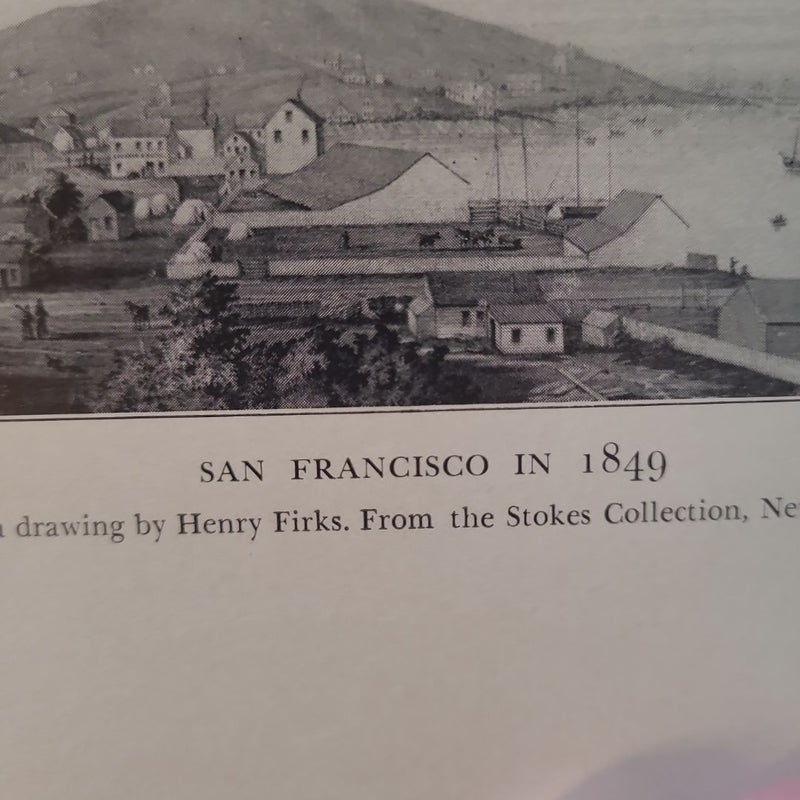 SAN FRANCISCO IN 1849
drawing by Henry Firks. From the Stokes Collection,